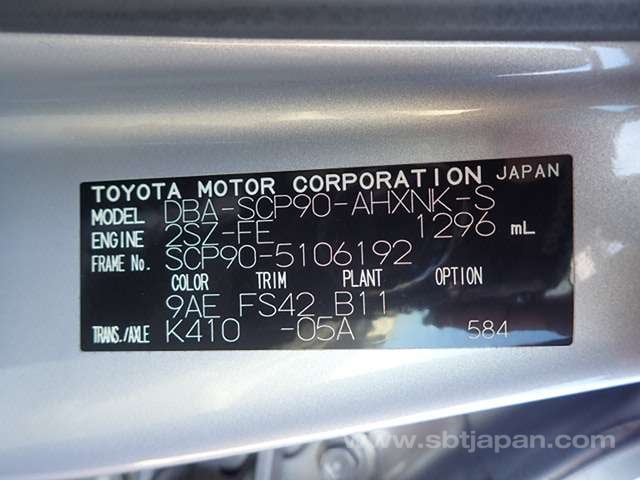 TOYOTA MOTOR CORPORATION JAPAN
MODEL DBA-SCP90-AHXNK-S
ENGINE 2SZ-FE 1296 mL
FRAME No. SCP90-5106192
COLOR TRIM PLANT OPTION
9AE FS42 B11
TRANS./AXLE K410 -05A 584
www.sbtjapan.com